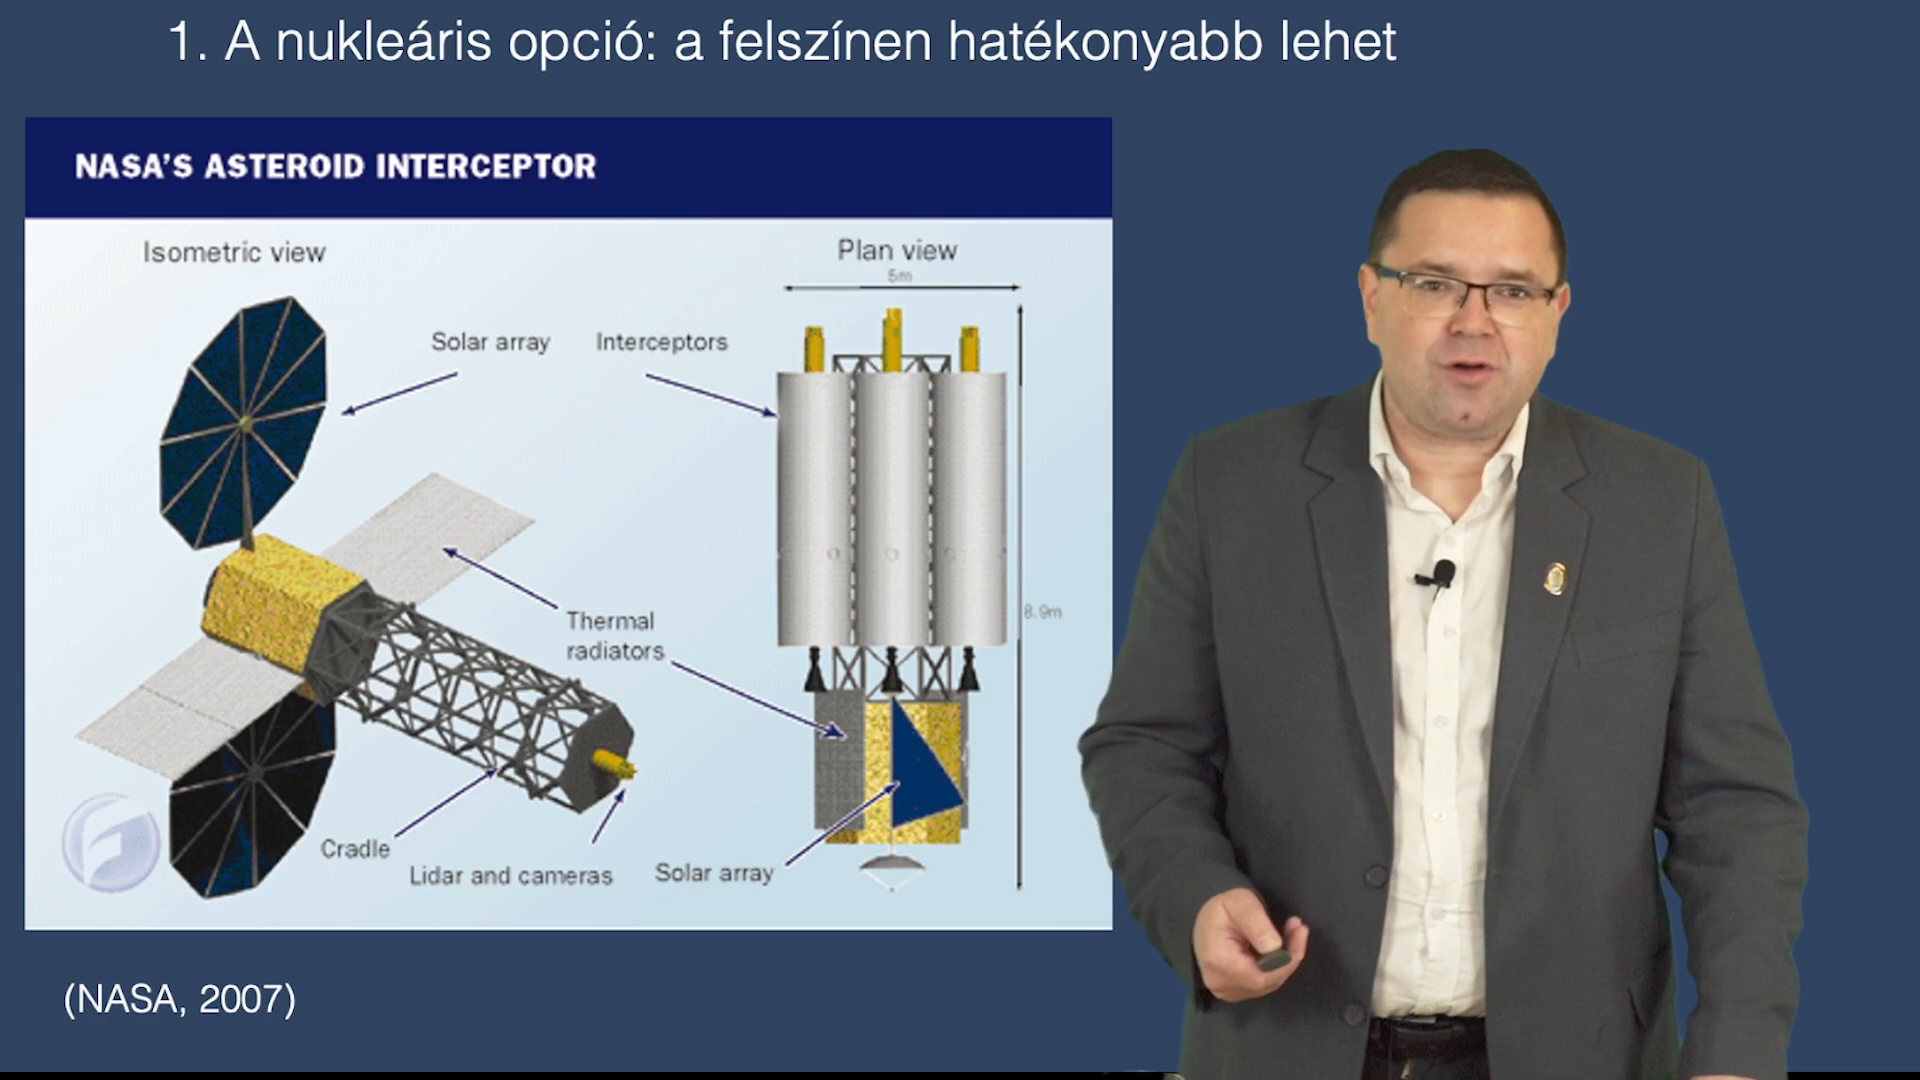 1. A nukleáris opció: a felszínen hatékonyabb lehet
NASA'S ASTEROID INTERCEPTOR
Isometric view
Plan view
5m
Solar array
Interceptors
8.9m
Thermal
radiators
Cradle
Lidar and cameras
Solar array
(NASA, 2007)